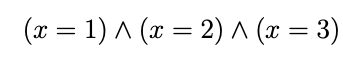 (x = 1) ∧ (x = 2) ∧ (x = 3)